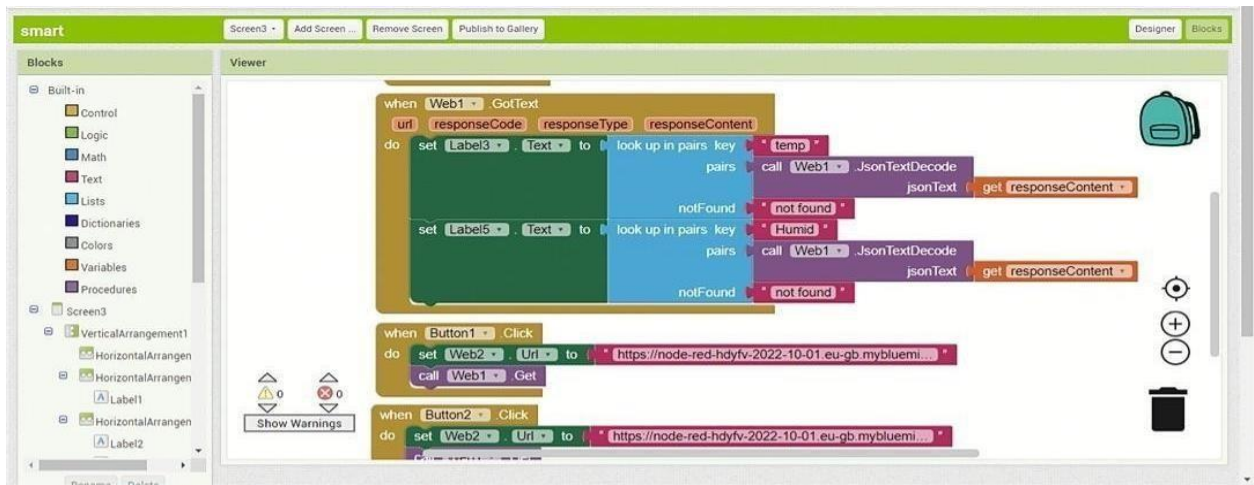 smart Screen3 Add Screen ... Remove Screen Publish to Gallery Designer Blocks
Blocks Viewer
Built-in
Control
Logic
Math
Text
Lists
Dictionaries
Colors
Variables
Procedures
Screen3
VerticalArrangement1
HorizontalArrangen
HorizontalArrangen
Label1
HorizontalArrangen
Label2
Rename Delete
when Web1 .GotText
url responseCode responseType responseContent
do set Label3 . Text to look up in pairs key " temp "
pairs call Web1 .JsonTextDecode
jsonText get responseContent
notFound " not found "
set Label5 . Text to look up in pairs key " Humid "
pairs call Web1 .JsonTextDecode
jsonText get responseContent
notFound " not found "
when Button1 .Click
do set Web2 . Url to " https://node-red-hdyfv-2022-10-01.eu-gb.mybluemi... "
call Web1 .Get
when Button2 .Click
do set Web2 . Url to " https://node-red-hdyfv-2022-10-01.eu-gb.mybluemi... "
0 0
Show Warnings